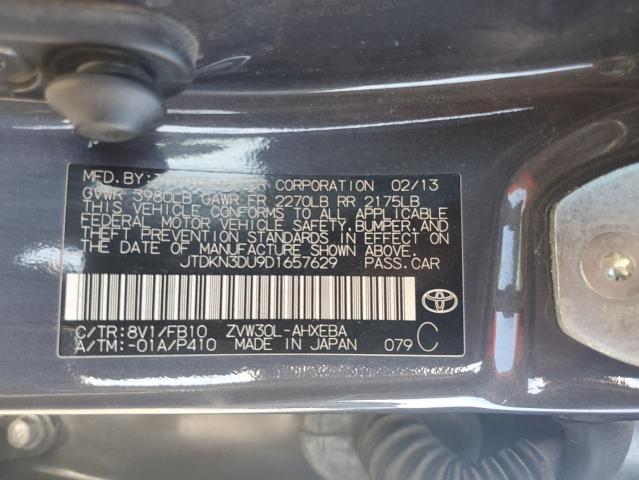 MFD.BY: CORPORATION 02/13
GVWR 3980LB GAWR FR 2270LB RR 2175LB
THIS VEHICLE CONFORMS TO ALL APPLICABLE
FEDERAL MOTOR VEHICLE SAFETY,BUMPER, AND
THEFT PREVENTION STANDARDS IN EFFECT ON
THE DATE OF MANUFACTURE SHOWN ABOVE.
JTDKN3DU9D1657629 PASS.CAR
C/TR:8V1/FB10 ZVW30L-AHXEBA
A/TM:-01A/P410 MADE IN JAPAN 079 C